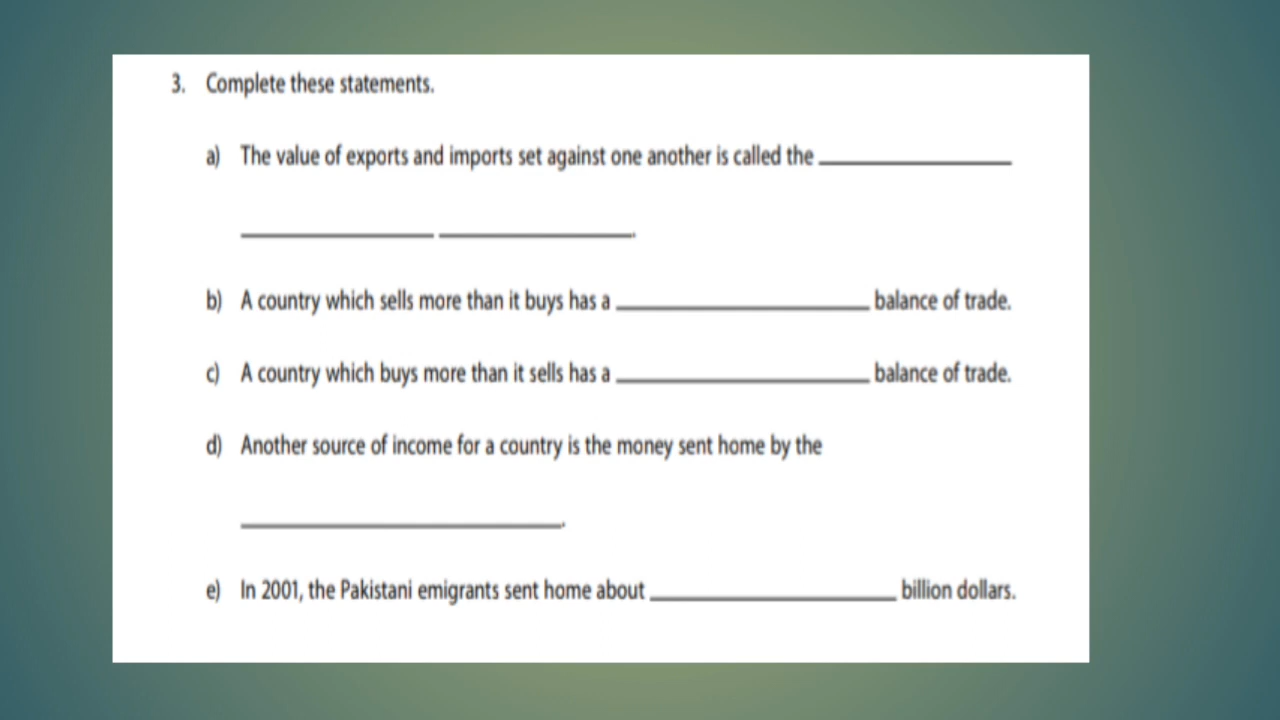 3. Complete these statements.
a) The value of exports and imports set against one another is called the ____________
____________ ____________.
b) A country which sells more than it buys has a ________________ balance of trade.
c) A country which buys more than it sells has a ________________ balance of trade.
d) Another source of income for a country is the money sent home by the
____________________.
e) In 2001, the Pakistani emigrants sent home about ________________ billion dollars.